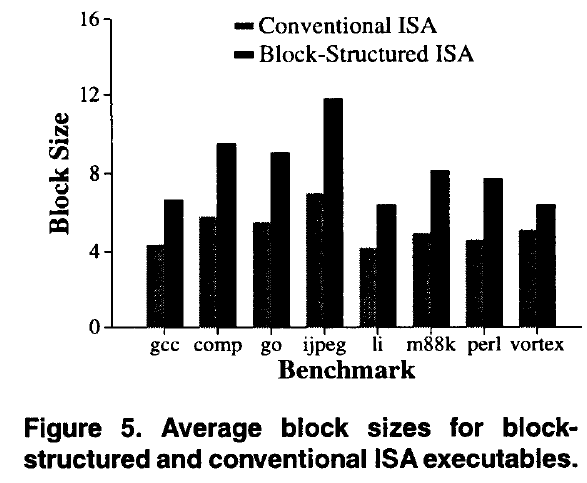 16
12
8
4
0
Block Size
Conventional ISA
Block-Structured ISA
gcc comp go ijpeg li m88k perl vortex
Benchmark
Figure 5. Average block sizes for block-
structured and conventional ISA executables.